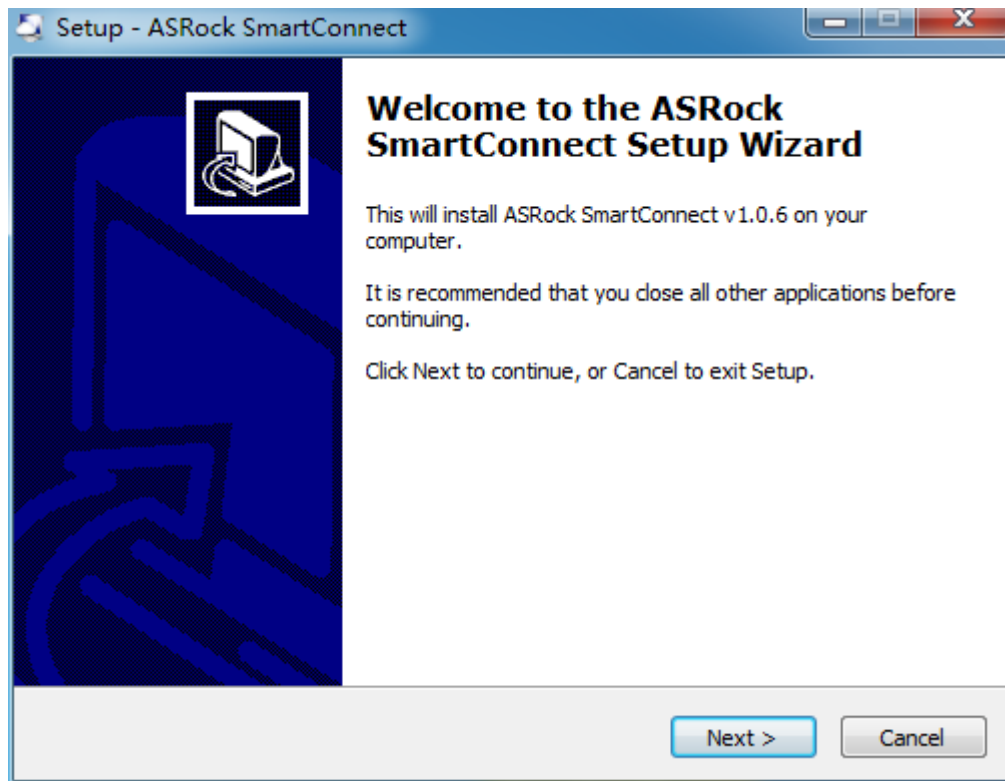 Setup - ASRock SmartConnect
Welcome to the ASRock
SmartConnect Setup Wizard
This will install ASRock SmartConnect v1.0.6 on your
computer.
It is recommended that you close all other applications before
continuing.
Click Next to continue, or Cancel to exit Setup.
Next >
Cancel